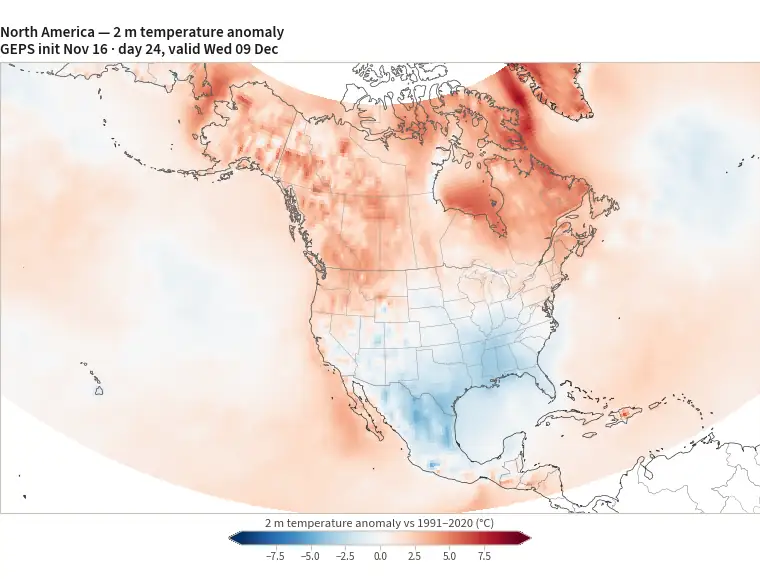 North America — 2 m temperature anomaly
GEPS init Nov 16 · day 24, valid Wed 09 Dec
2 m temperature anomaly vs 1991–2020 (°C)
−7.5 −5.0 −2.5 0.0 2.5 5.0 7.5